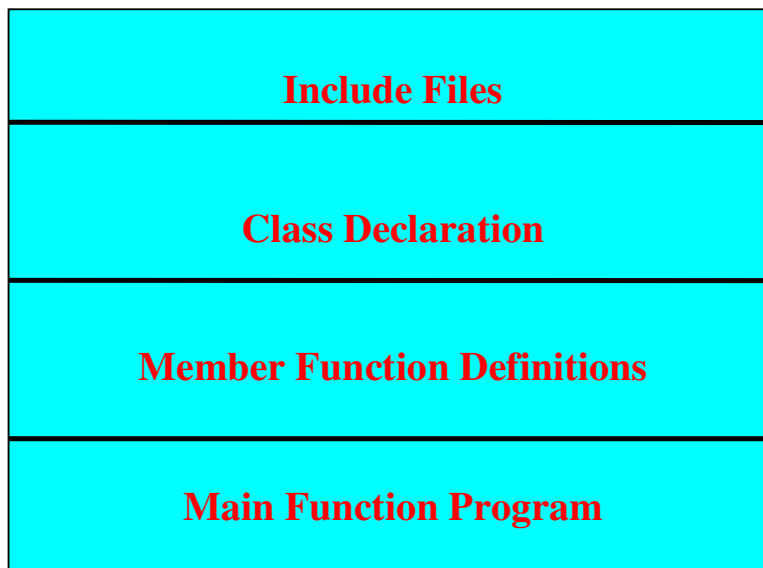 Include Files
Class Declaration
Member Function Definitions
Main Function Program